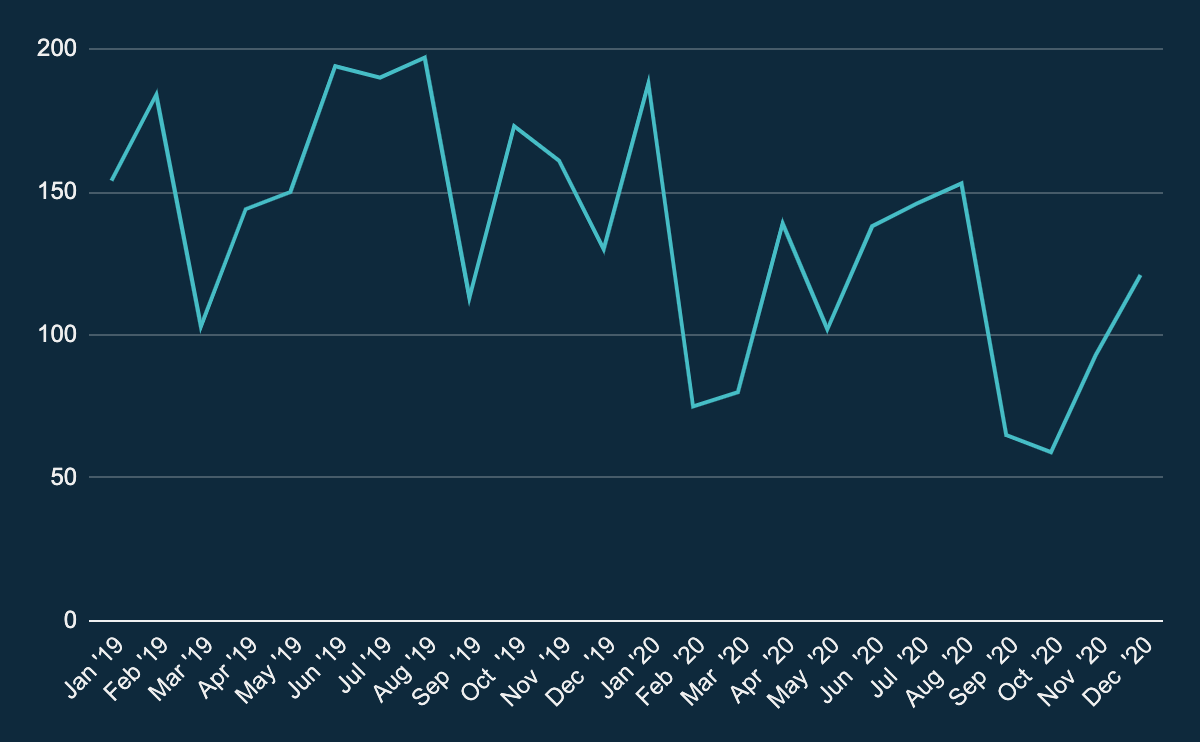 200
150
100
50
0
Jan '19
Feb '19
Mar '19
Apr '19
May '19
Jun '19
Jul '19
Aug '19
Sep '19
Oct '19
Nov '19
Dec '19
Jan '20
Feb '20
Mar '20
Apr '20
May '20
Jun '20
Jul '20
Aug '20
Sep '20
Oct '20
Nov '20
Dec '20